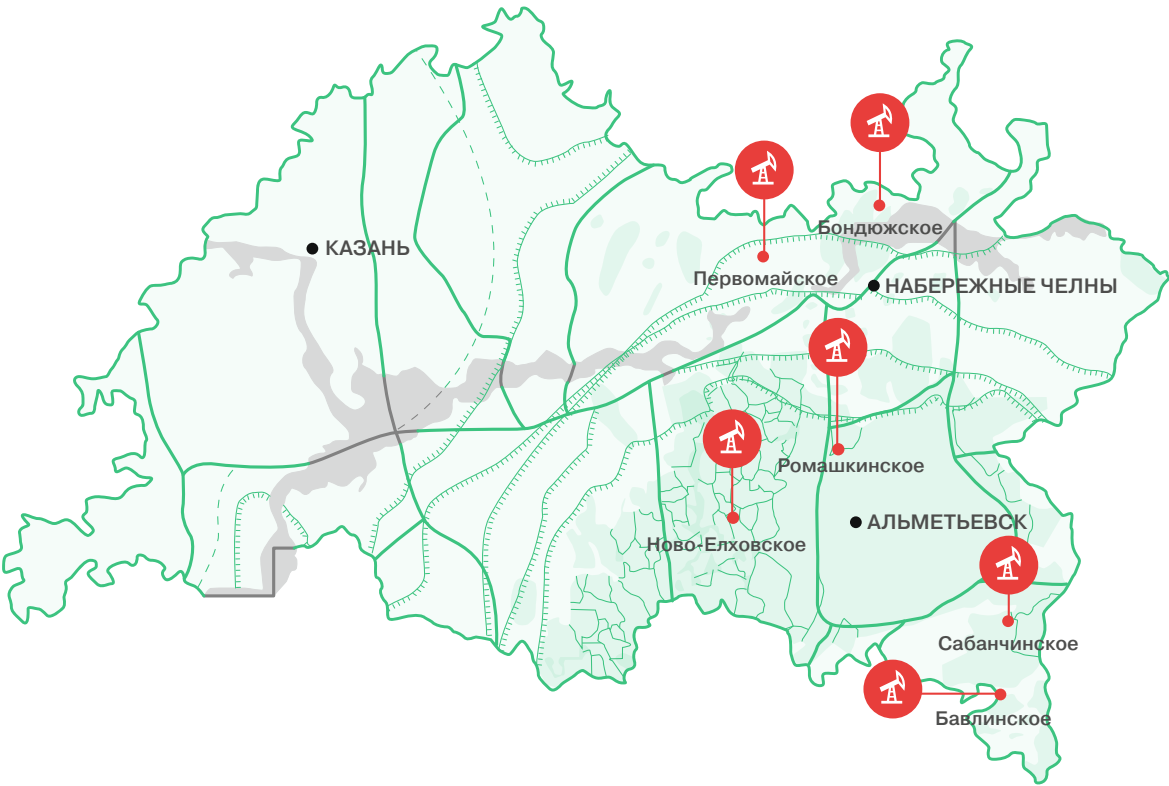 Бондюжское
КАЗАНЬ
Первомайское
НАБЕРЕЖНЫЕ ЧЕЛНЫ
Ромашкинское
АЛЬМЕТЬЕВСК
Ново-Елховское
Сабанчинское
Бавлинское